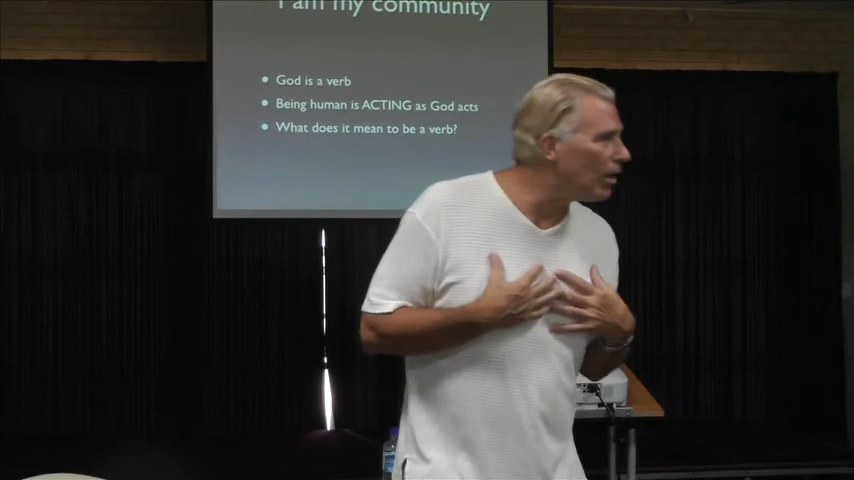 I am my community
God is a verb
Being human is ACTING as God acts
What does it mean to be a verb?